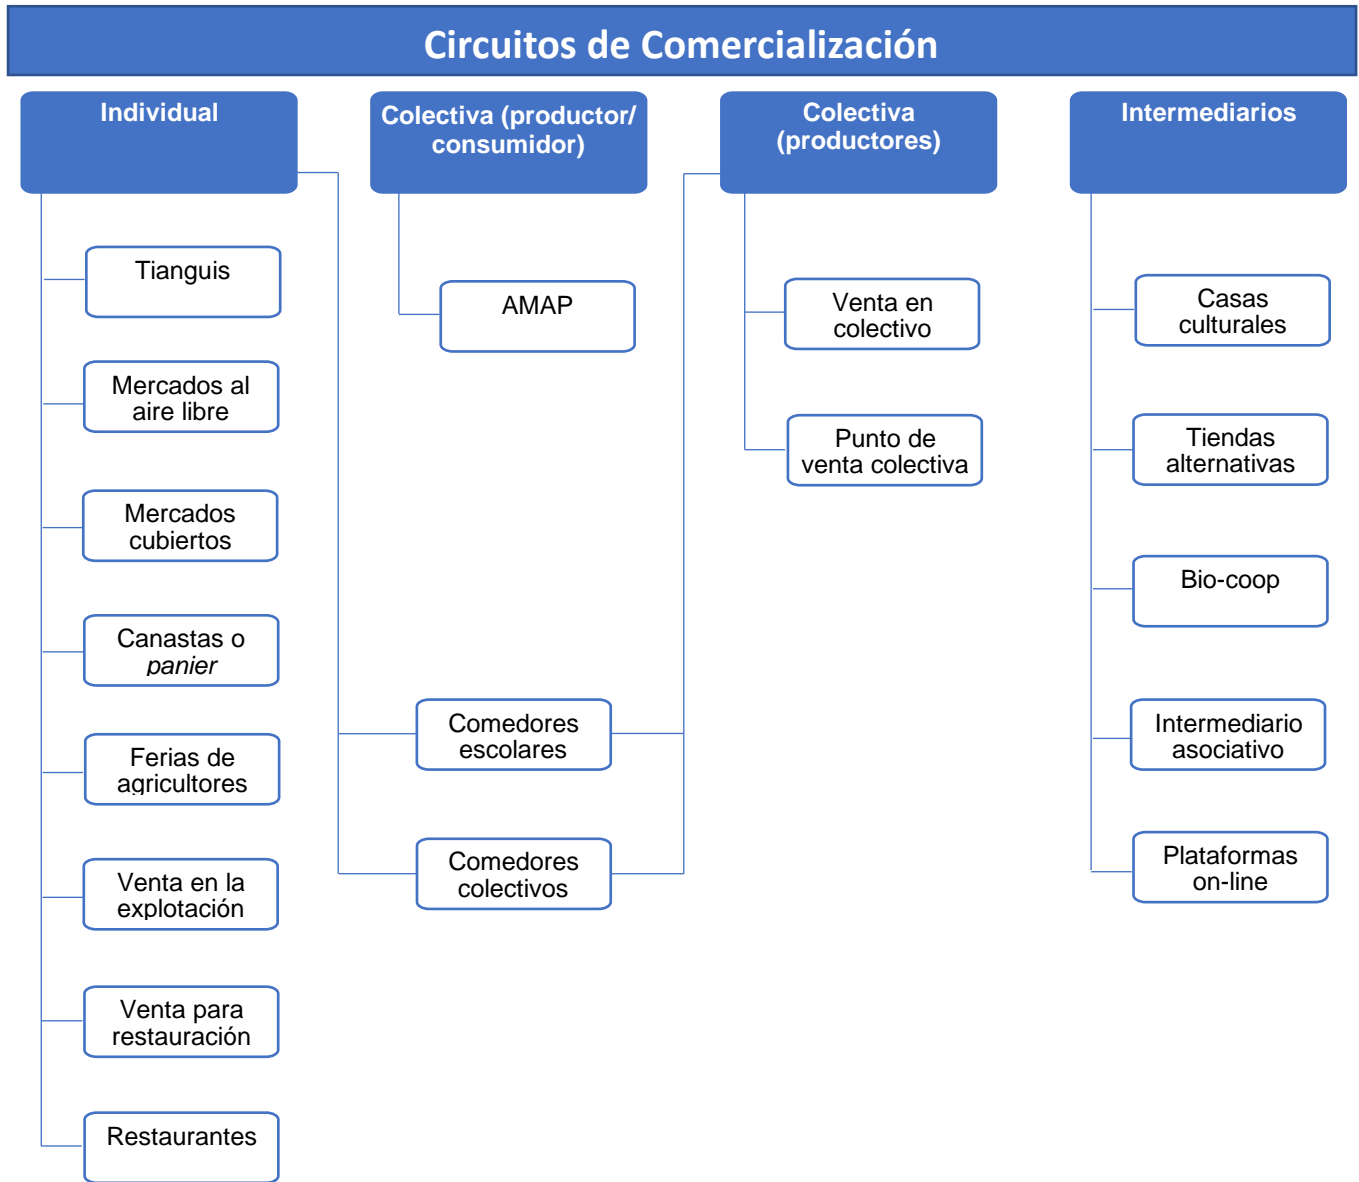 Circuitos de Comercialización
Individual
Colectiva (productor/
consumidor)
Colectiva
(productores)
Intermediarios
Tianguis
Mercados al
aire libre
Mercados
cubiertos
Canastas o
panier
Ferias de
agricultores
Venta en la
explotación
Venta para
restauración
Restaurantes
AMAP
Comedores
escolares
Comedores
colectivos
Venta en
colectivo
Punto de
venta colectiva
Casas
culturales
Tiendas
alternativas
Bio-coop
Intermediario
asociativo
Plataformas
on-line